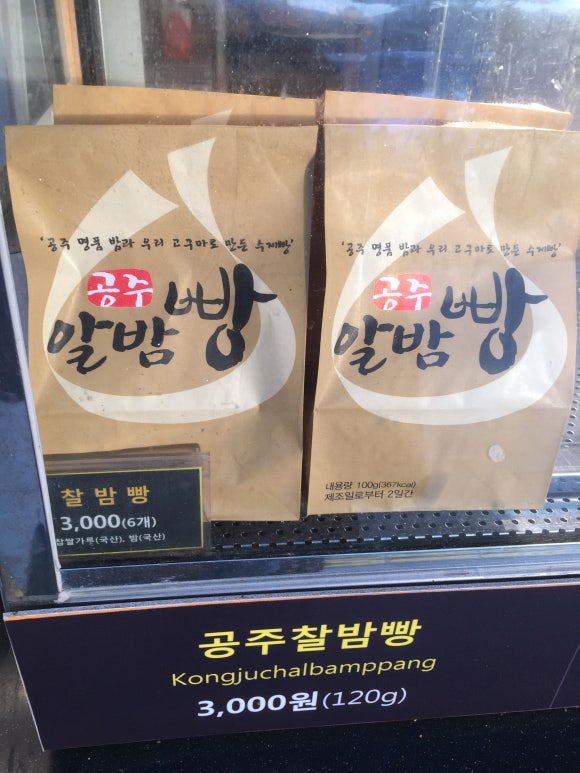 '공주 명품 밤과 우리 고구마로 만든 수제빵'
공주
알밤빵
'공주 명품 밤과 우리 고구마로 만든 수제빵'
공주
알밤빵
내용량 100g(367kcal)
제조일로부터 2일간
찰밤빵
3,000(6개)
찹쌀가루(국산), 밤(국산)
공주찰밤빵
Kongjuchalbamppang
3,000원(120g)